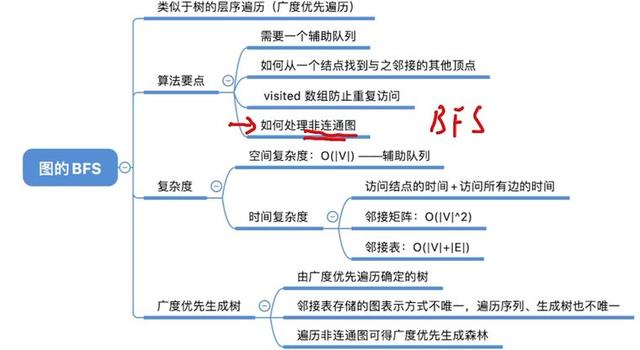 类似于树的层序遍历（广度优先遍历）
需要一个辅助队列
如何从一个结点找到与之邻接的其他顶点
算法要点
visited 数组防止重复访问
如何处理非连通图
BFS
图的BFS
空间复杂度：O(|V|) ——辅助队列
复杂度
访问结点的时间+访问所有边的时间
时间复杂度
邻接矩阵：O(|V|^2)
邻接表：O(|V|+|E|)
由广度优先遍历确定的树
广度优先生成树
邻接表存储的图表示方式不唯一，遍历序列、生成树也不唯一
遍历非连通图可得广度优先生成森林